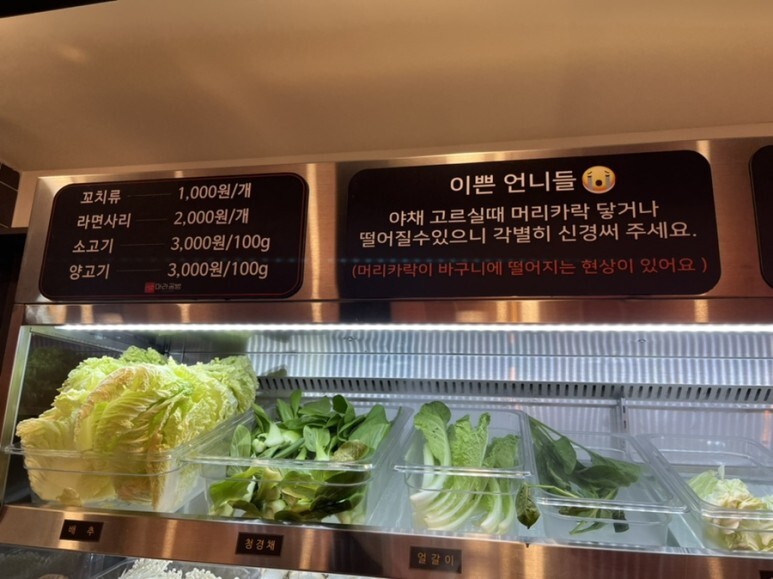 꼬치류 1,000원/개
라면사리 2,000원/개
소고기 3,000원/100g
양고기 3,000원/100g
마라공방
이쁜 언니들😭
야채 고르실때 머리카락 닿거나
떨어질수있으니 각별히 신경써 주세요.
(머리카락이 바구니에 떨어지는 현상이 있어요 )
배추
청경채
얼갈이